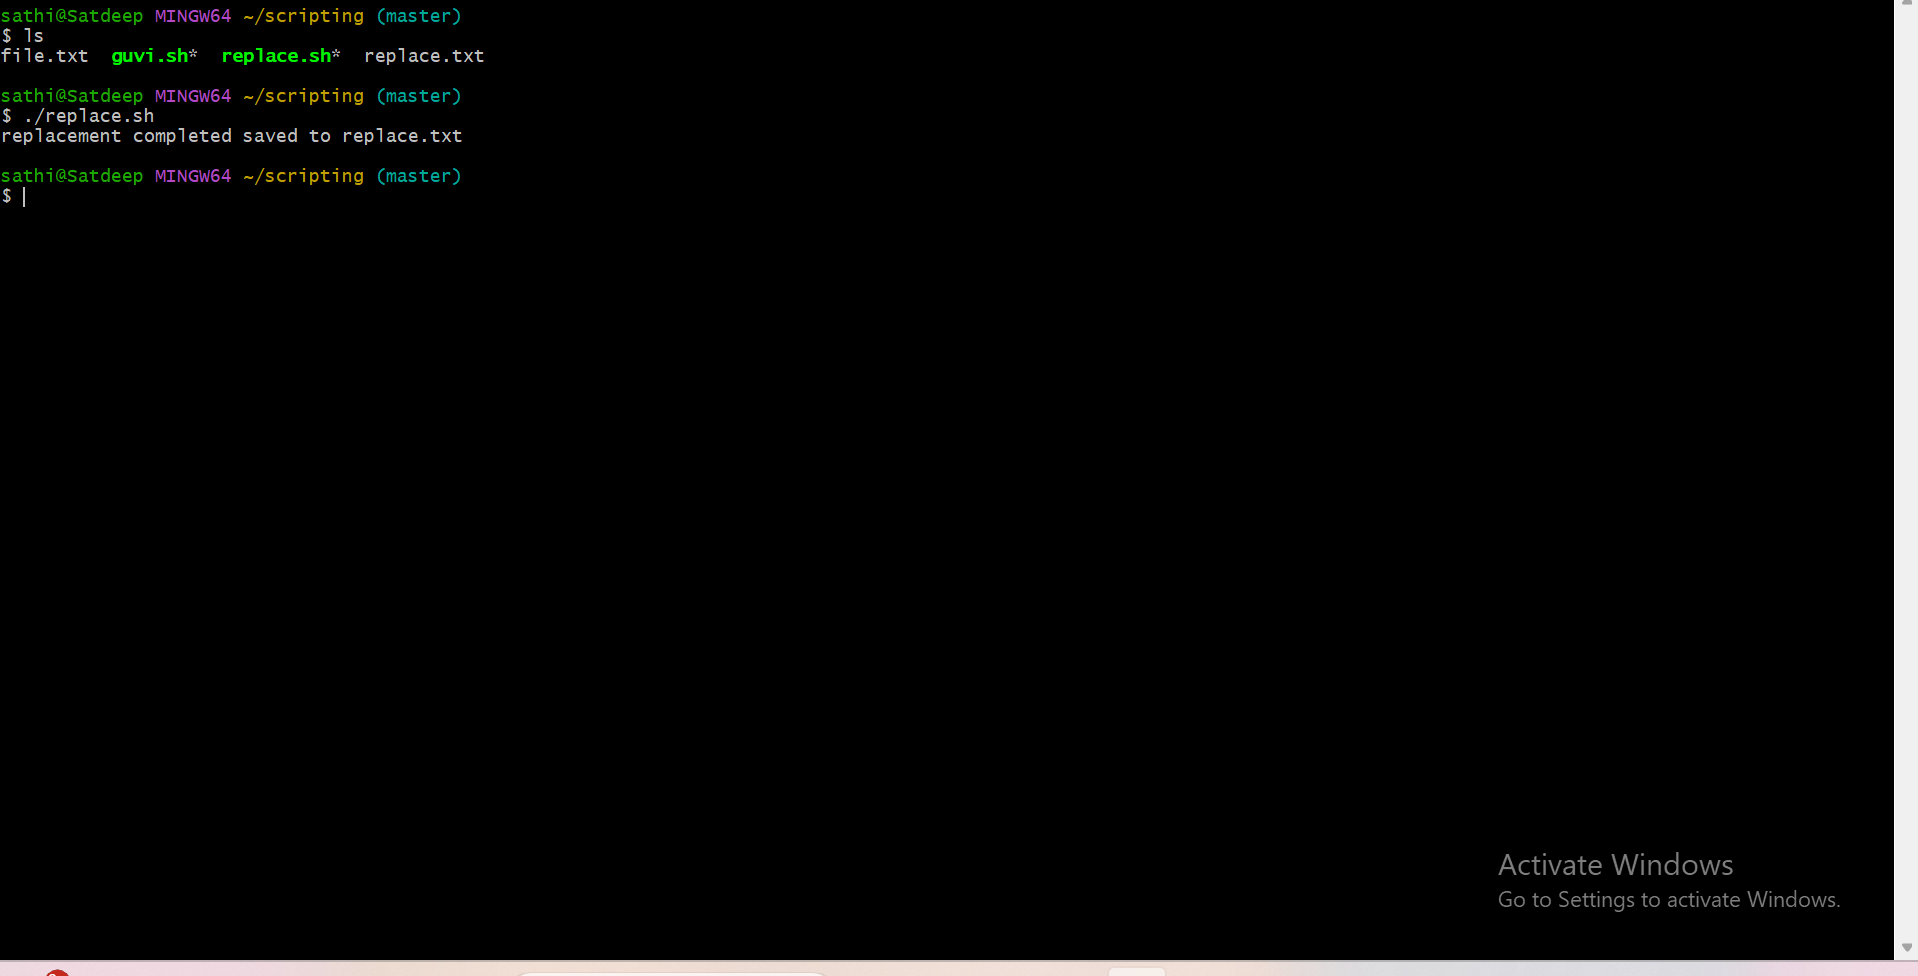 sathi@Satdeep MINGW64 ~/scripting (master)
$ ls
file.txt  guvi.sh*  replace.sh*  replace.txt
sathi@Satdeep MINGW64 ~/scripting (master)
$ ./replace.sh
replacement completed saved to replace.txt
sathi@Satdeep MINGW64 ~/scripting (master)
$
Activate Windows
Go to Settings to activate Windows.